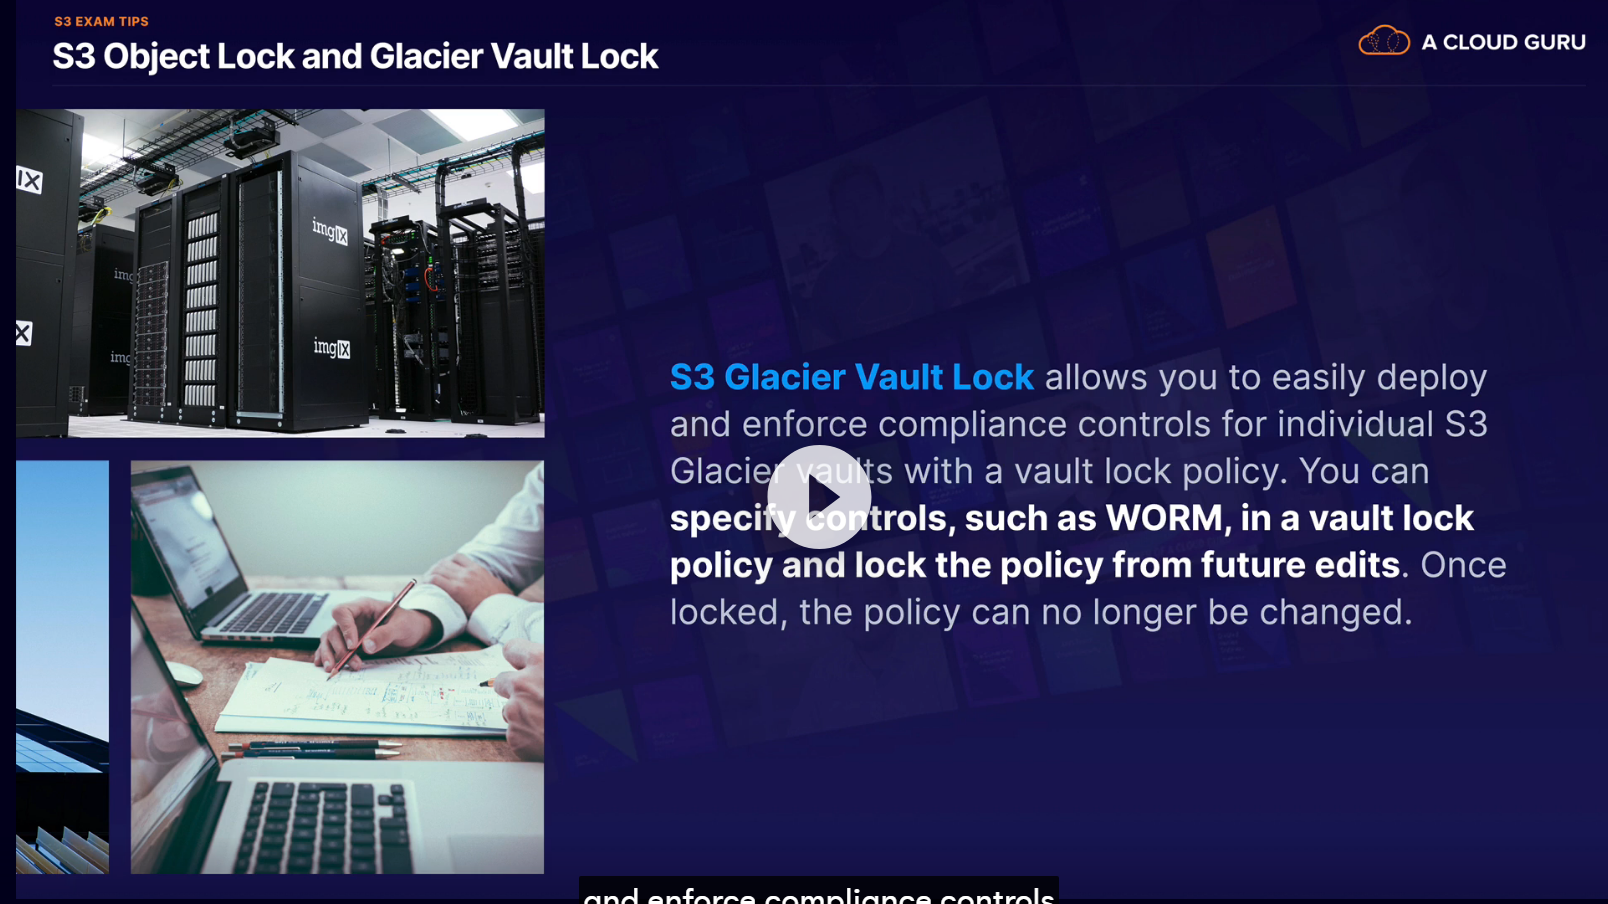 S3 EXAM TIPS
S3 Object Lock and Glacier Vault Lock
A CLOUD GURU
IX
imgIX
imgIX
X
S3 Glacier Vault Lock allows you to easily deploy
and enforce compliance controls for individual S3
Glacier vaults with a vault lock policy. You can
specify controls, such as WORM, in a vault lock
policy and lock the policy from future edits. Once
locked, the policy can no longer be changed.
and enforce compliance controls